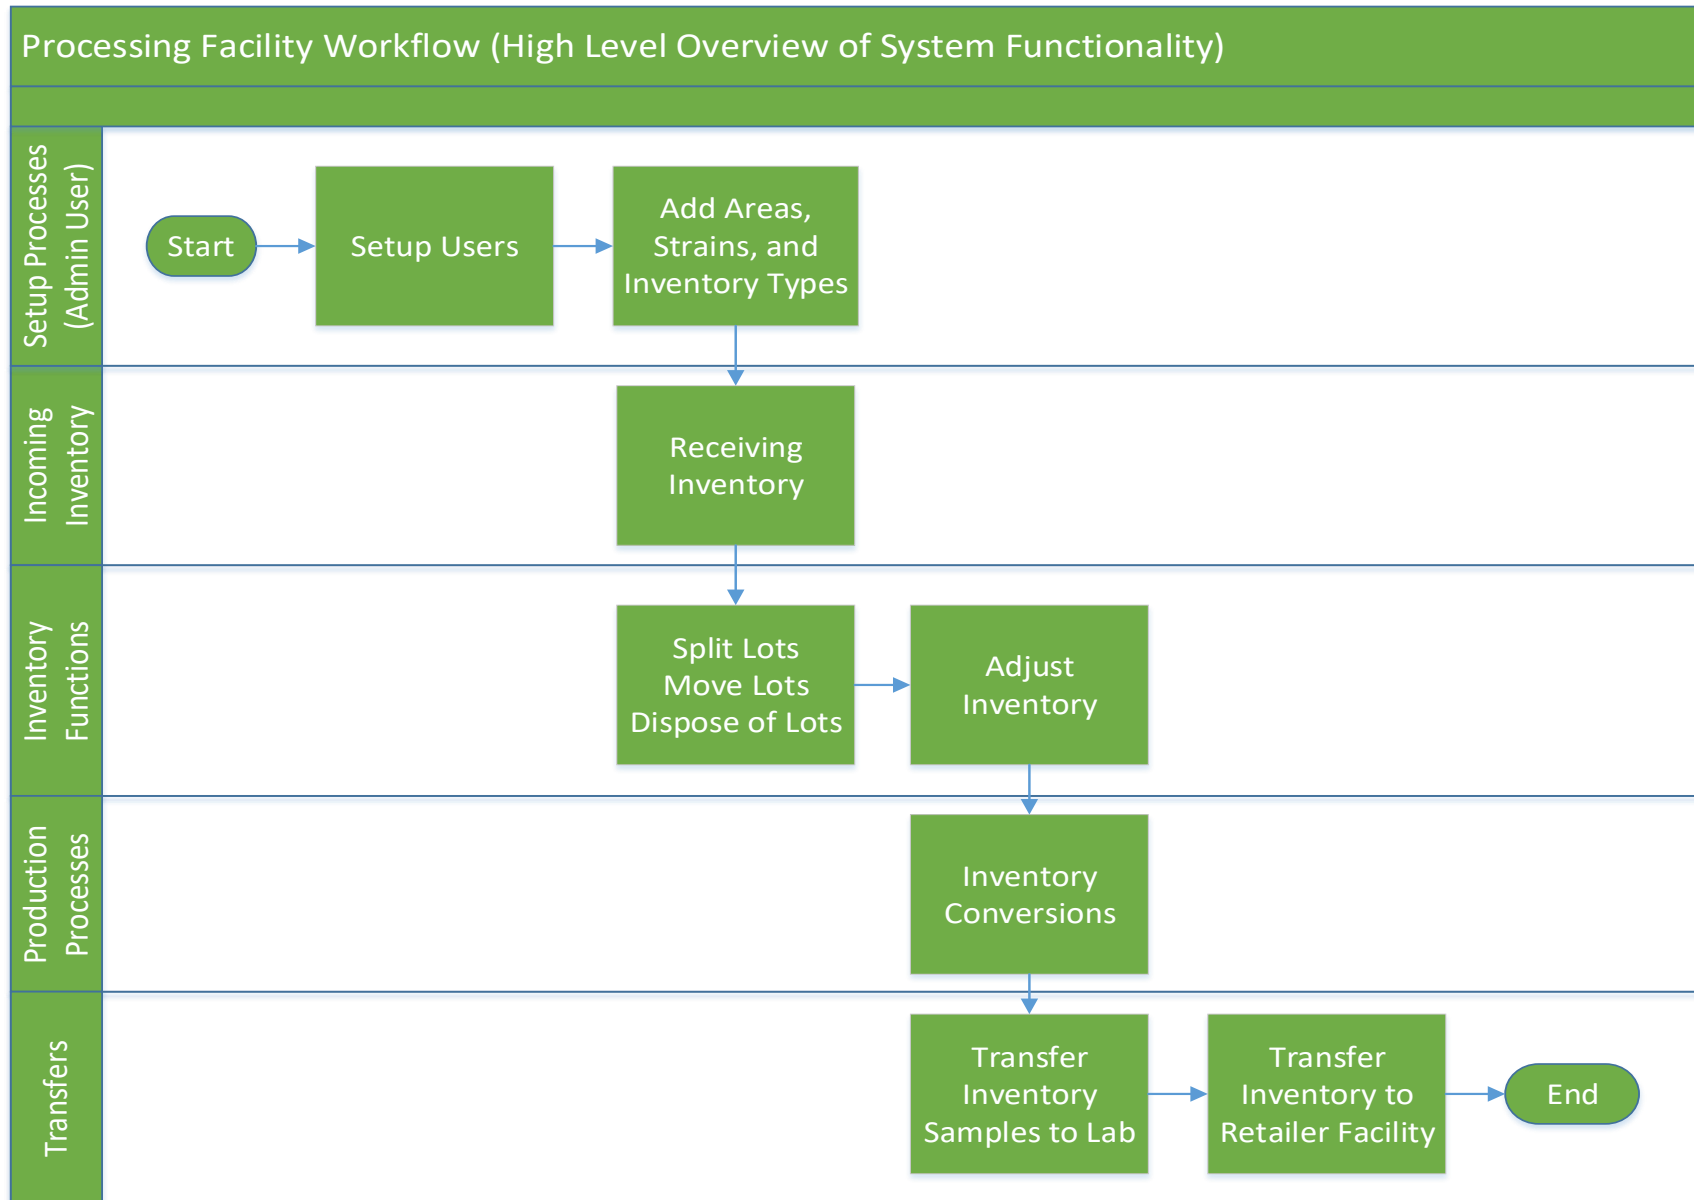 Processing Facility Workflow (High Level Overview of System Functionality)
Setup Processes
(Admin User)
Start
Setup Users
Add Areas,
Strains, and
Inventory Types
Incoming
Inventory
Receiving
Inventory
Inventory
Functions
Split Lots
Move Lots
Dispose of Lots
Adjust
Inventory
Production
Processes
Inventory
Conversions
Transfers
Transfer
Inventory
Samples to Lab
Transfer
Inventory to
Retailer Facility
End